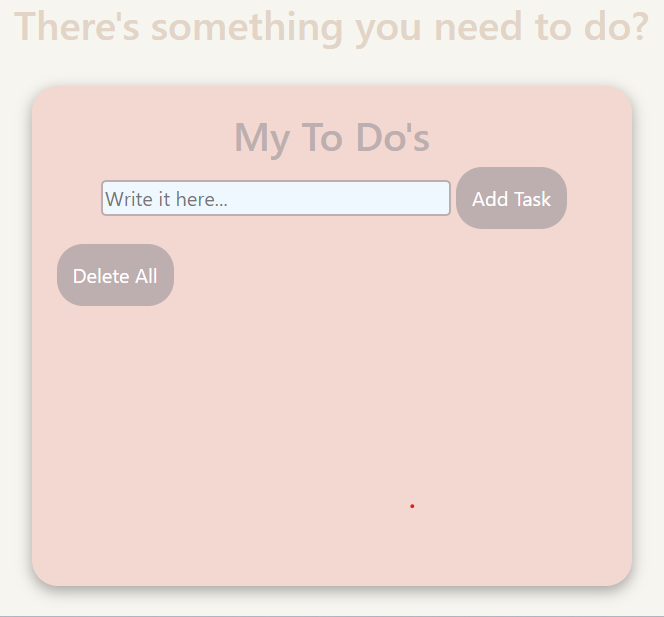 There's something you need to do?
My To Do's
Write it here...
Add Task
Delete All